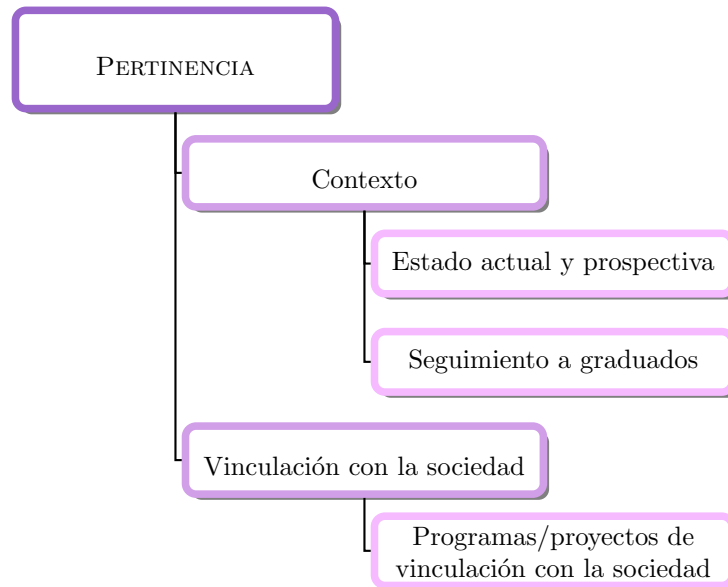 PERTINENCIA
Contexto
Estado actual y prospectiva
Seguimiento a graduados
Vinculación con la sociedad
Programas/proyectos de
vinculación con la sociedad